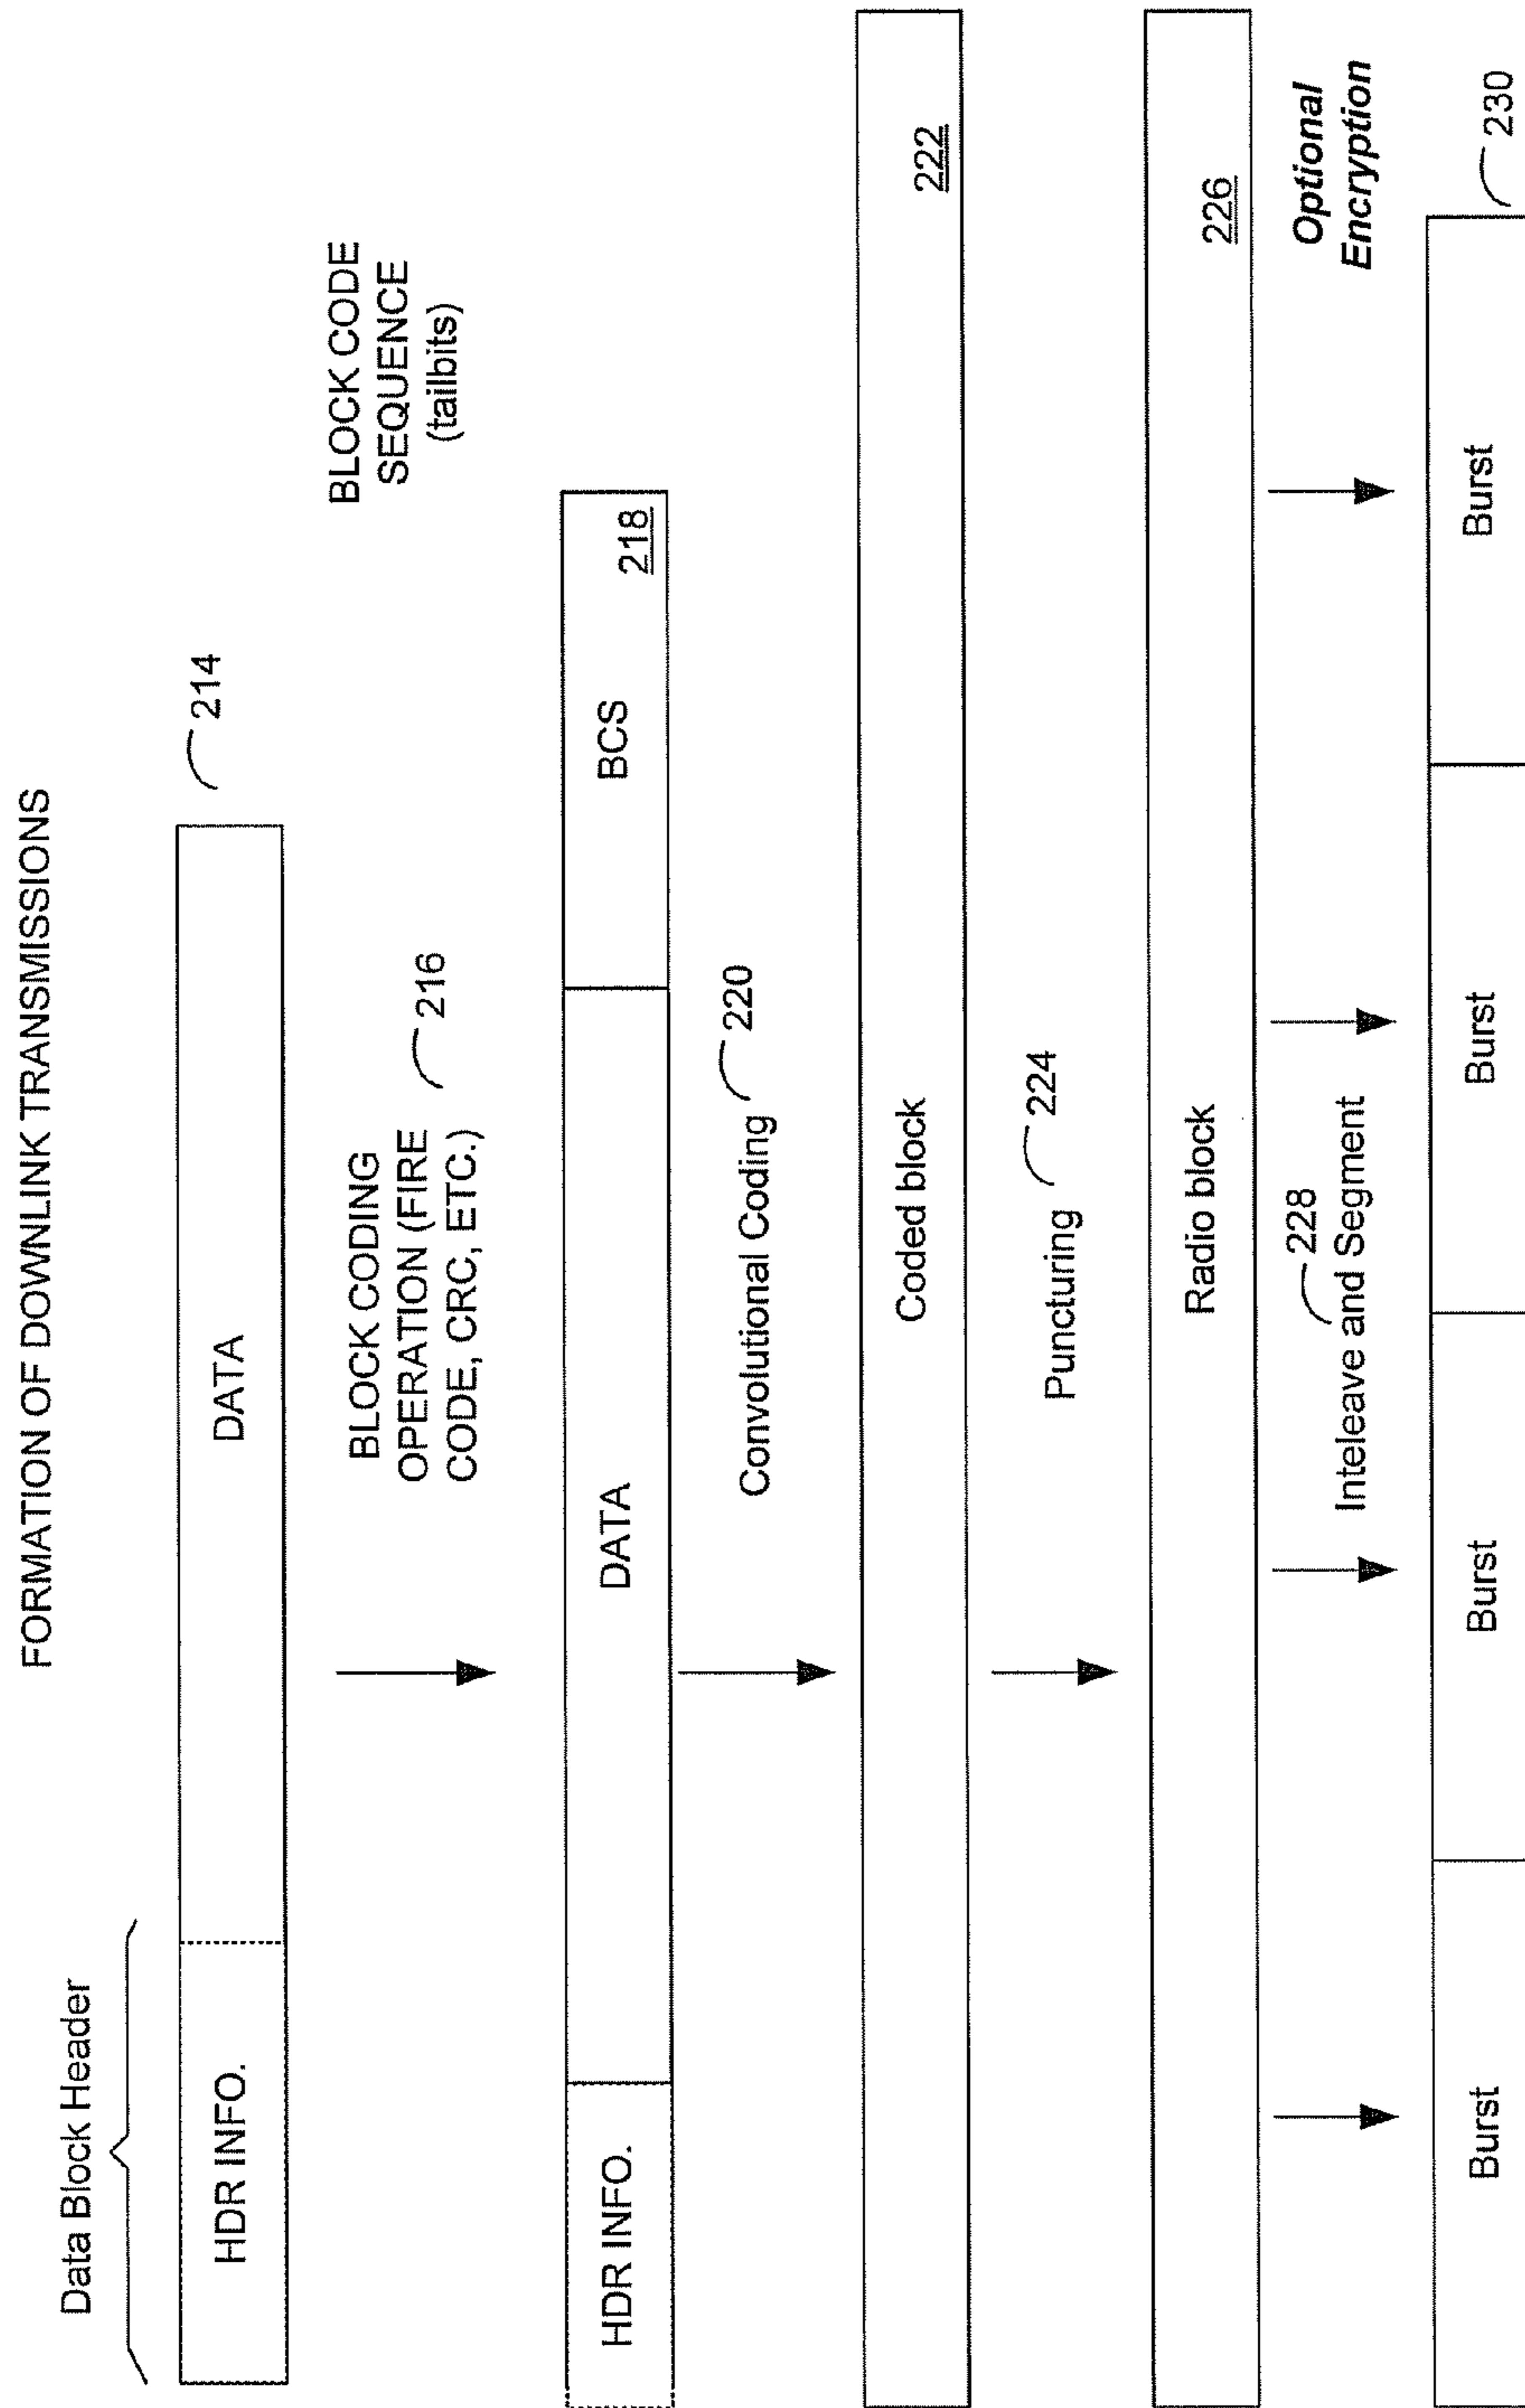 FORMATION OF DOWNLINK TRANSMISSIONS
Data Block Header
HDR INFO.
DATA
214
BLOCK CODING
OPERATION (FIRE
CODE, CRC, ETC.)
216
BLOCK CODE
SEQUENCE
(tailbits)
HDR INFO.
DATA
BCS
218
Convolutional Coding
220
Coded block
222
Puncturing
224
Radio block
226
228
Inteleave and Segment
Optional
Encryption
Burst
Burst
Burst
Burst
230